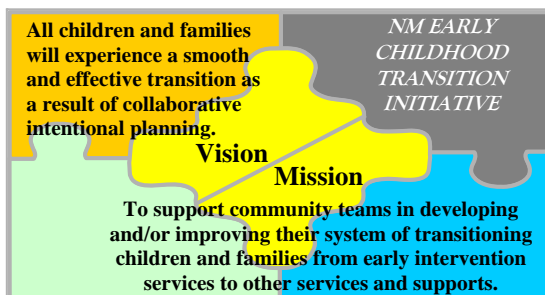 All children and families
will experience a smooth
and effective transition as
a result of collaborative
intentional planning.
NM EARLY
CHILDHOOD
TRANSITION
INITIATIVE
Vision
Mission
To support community teams in developing
and/or improving their system of transitioning
children and families from early intervention
services to other services and supports.